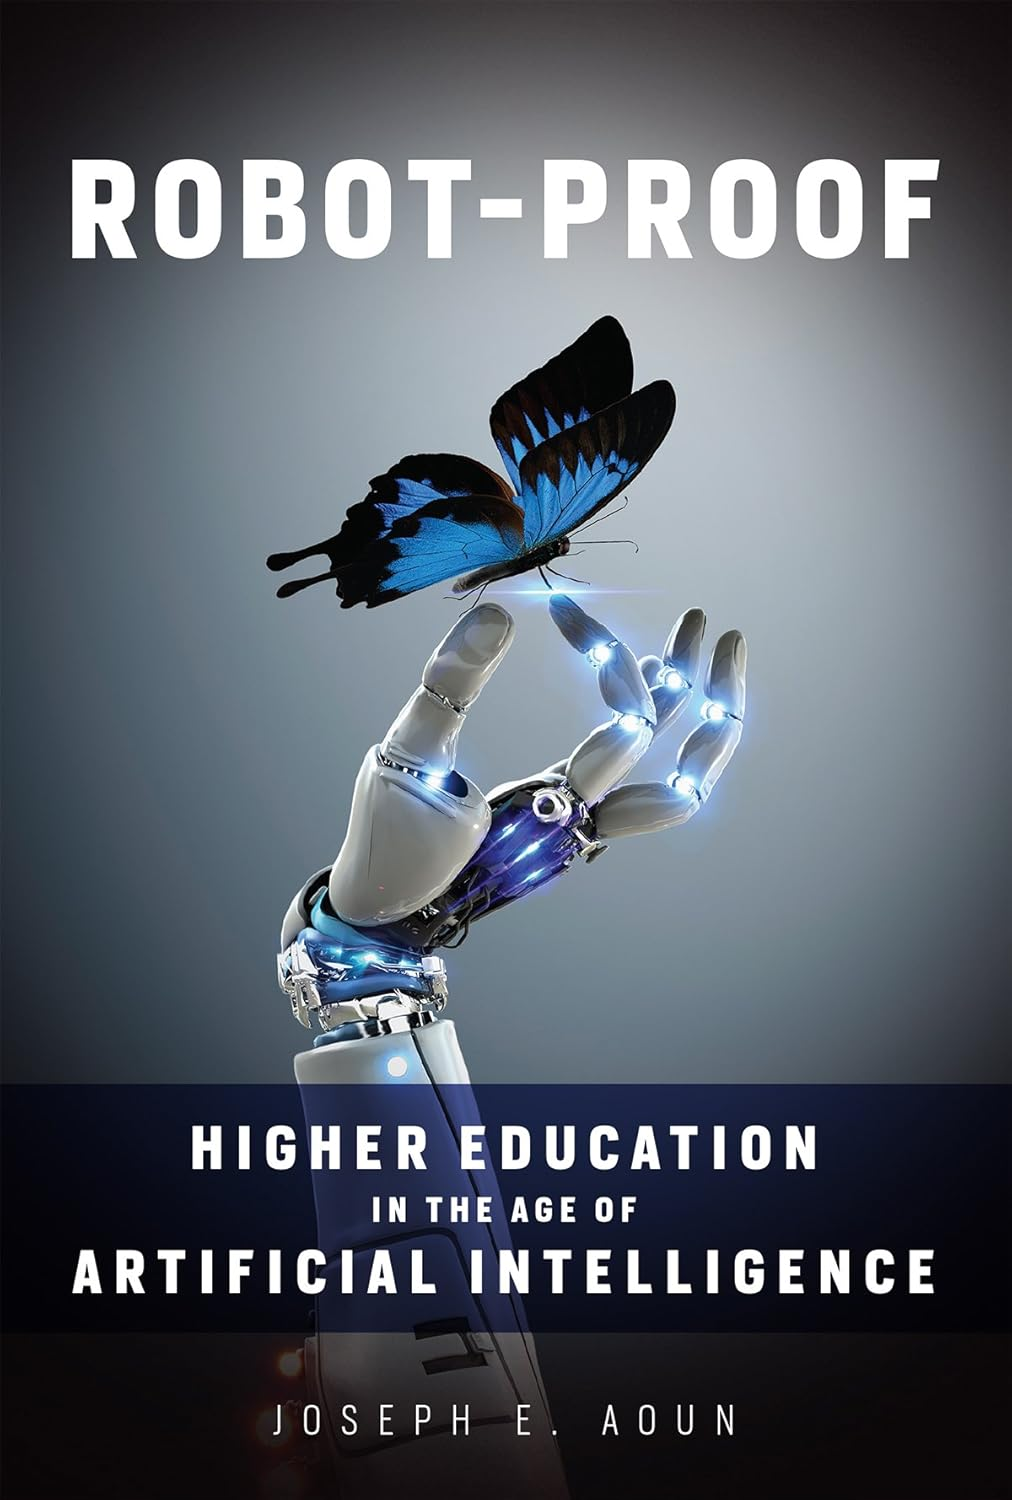 ROBOT-PROOF
HIGHER EDUCATION
IN THE AGE OF
ARTIFICIAL INTELLIGENCE
JOSEPH E. AOUN